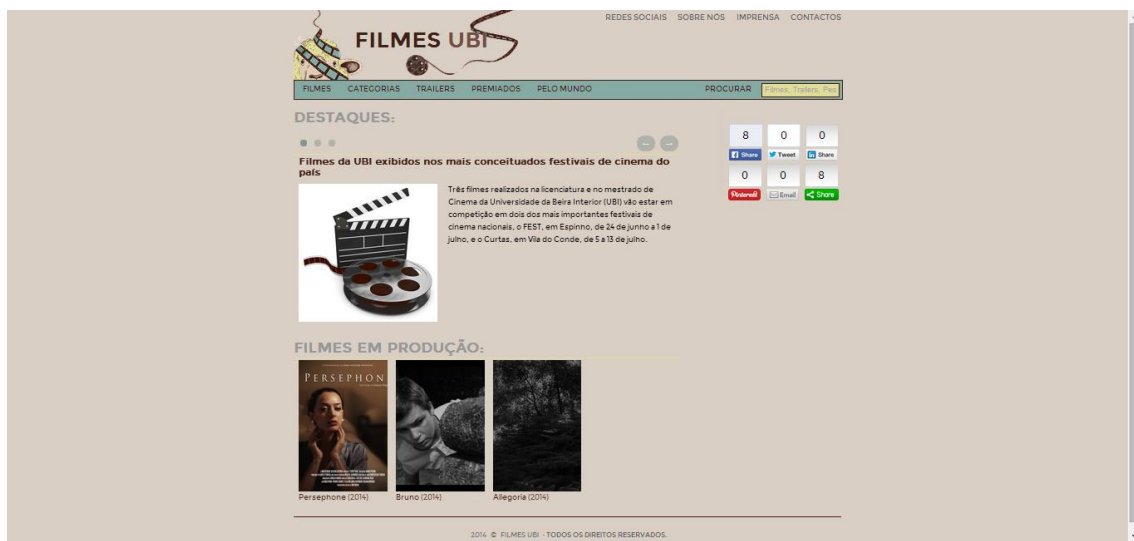 REDES SOCIAIS SOBRE NÓS IMPRENSA CONTACTOS
FILMES UBI
FILMES CATEGORIAS TRAILERS PREMIADOS PELO MUNDO PROCURAR Filmes, Trailers, Pes
DESTAQUES:
8 0 0
Share Tweet Share
0 0 8
Pinterest Email Share
Filmes da UBI exibidos nos mais conceituados festivais de cinema do
país
Três filmes realizados na licenciatura e no mestrado de
Cinema da Universidade da Beira Interior (UBI) vão estar em
competição em dois dos mais importantes festivais de
cinema nacionais, o FEST, em Espinho, de 24 de junho a 1 de
julho, e o Curtas, em Vila do Conde, de 5 a 13 de julho.
FILMES EM PRODUÇÃO:
PERSEPHON
Persephone (2014) Bruno (2014) Allegoria (2014)
2014 © FILMES UBI - TODOS OS DIREITOS RESERVADOS.